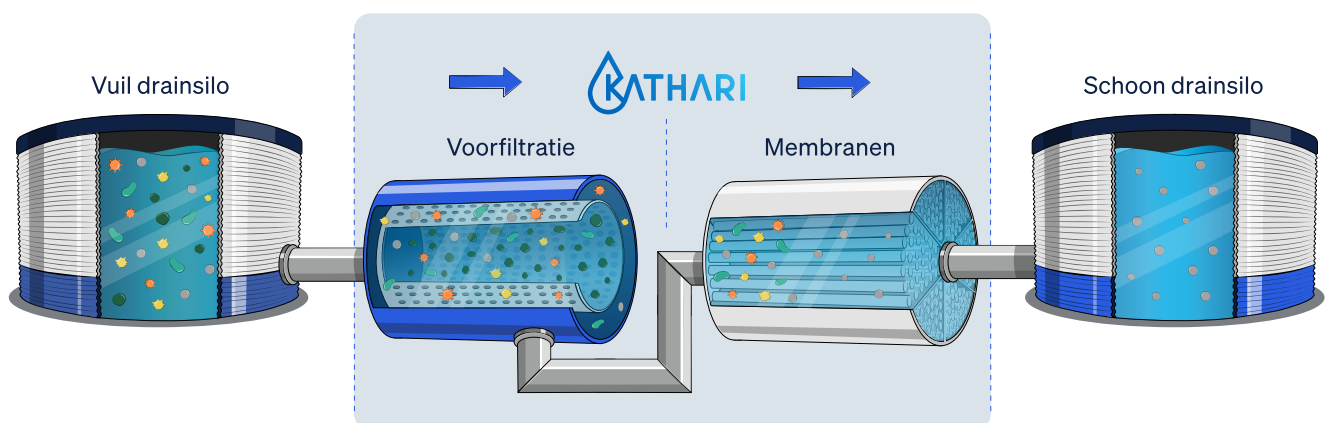 Vuil drainsilo
KATHARI
Schoon drainsilo
Voorfiltratie
Membranen